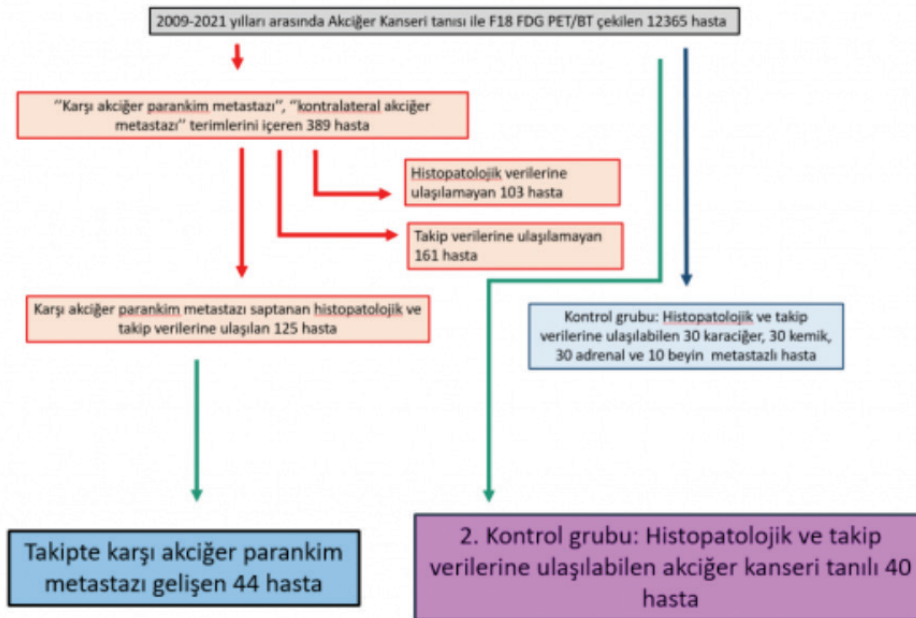 2009-2021 yılları arasında Akciğer Kanseri tanısı ile F18 FDG PET/BT çekilen 12365 hasta
"Karşı akciğer parankim metastazı", "kontralateral akciğer
metastazı" terimlerini içeren 389 hasta
Histopatolojik verilerine
ulaşılamayan 103 hasta
Takip verilerine ulaşılamayan
161 hasta
Karşı akciğer parankim metastazı saptanan histopatolojik ve
takip verilerine ulaşılan 125 hasta
Kontrol grubu: Histopatolojik ve takip
verilerine ulaşılabilen 30 karaciğer, 30 kemik,
30 adrenal ve 10 beyin metastazlı hasta
Takipte karşı akciğer parankim
metastazı gelişen 44 hasta
2. Kontrol grubu: Histopatolojik ve takip
verilerine ulaşılabilen akciğer kanseri tanılı 40
hasta